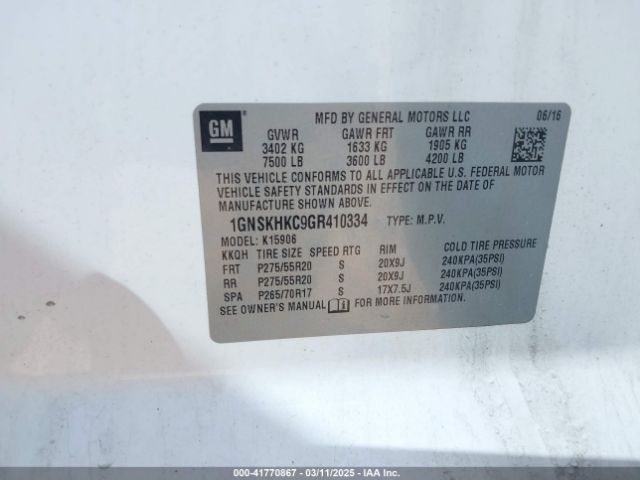 GM
MFD BY GENERAL MOTORS LLC 06/16
GVWR GAWR FRT GAWR RR
3402 KG 1633 KG 1905 KG
7500 LB 3600 LB 4200 LB
THIS VEHICLE CONFORMS TO ALL APPLICABLE U.S. FEDERAL MOTOR
VEHICLE SAFETY STANDARDS IN EFFECT ON THE DATE OF
MANUFACTURE SHOWN ABOVE.
1GNSKHKC9GR410334 TYPE: M.P.V.
MODEL: K15906
KKQH TIRE SIZE SPEED RTG RIM COLD TIRE PRESSURE
FRT P275/55R20 S 20X9J 240KPA(35PSI)
RR P275/55R20 S 20X9J 240KPA(35PSI)
SPA P265/70R17 S 17X7.5J 240KPA(35PSI)
SEE OWNER'S MANUAL FOR MORE INFORMATION.
000-41770867 - 03/11/2025 - IAA Inc.